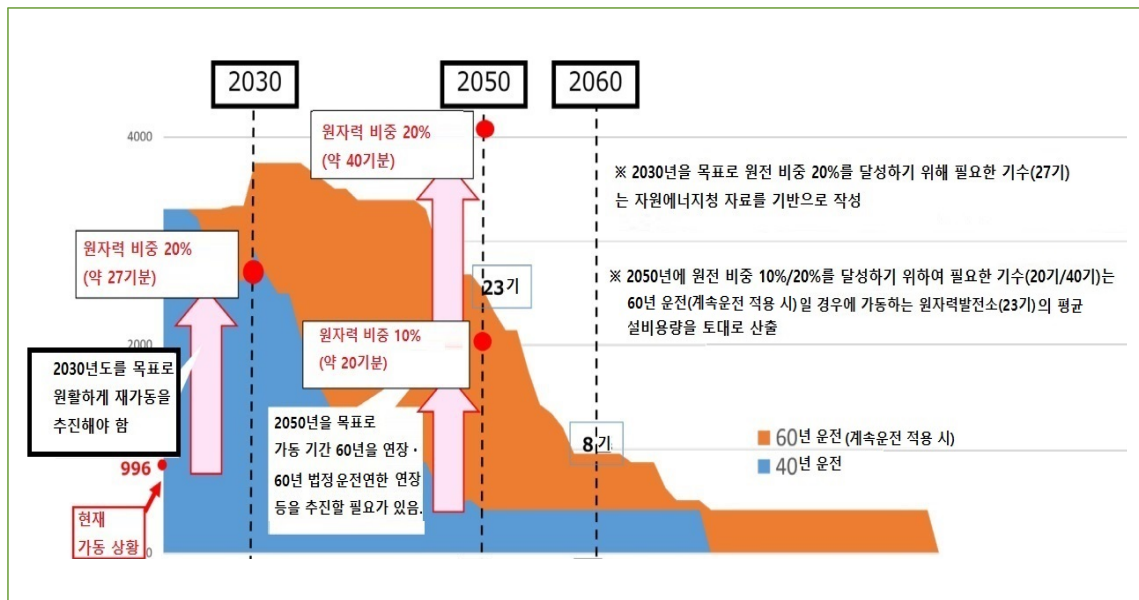 2030
2050
2060
원자력 비중 20%
(약 40기분)
4000
※ 2030년을 목표로 원전 비중 20%를 달성하기 위해 필요한 기수(27기)
는 자원에너지청 자료를 기반으로 작성
원자력 비중 20%
(약 27기분)
23기
※ 2050년에 원전 비중 10%/20%를 달성하기 위하여 필요한 기수(20기/40기)는
60년 운전(계속운전 적용 시)일 경우에 가동하는 원자력발전소(23기)의 평균
설비용량을 토대로 산출
원자력 비중 10%
(약 20기분)
2000
2030년도를 목표로
원활하게 재가동을
추진해야 함
2050년을 목표로
가동 기간 60년을 연장・
60년 법정운전연한 연장
등을 추진할 필요가 있음.
8기
60년 운전(계속운전 적용 시)
40년 운전
996
현재
가동 상황
0